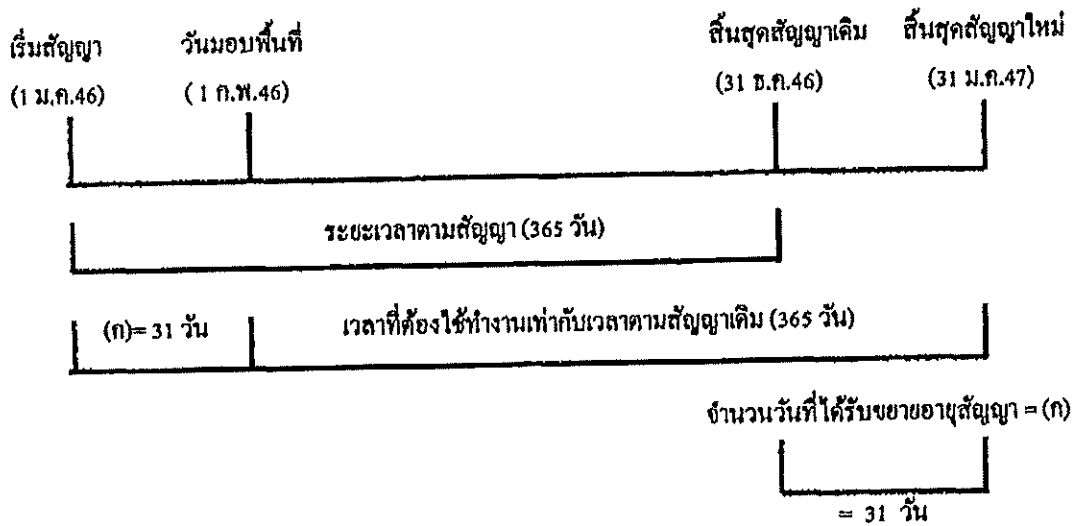 เริ่มสัญญา วันมอบพื้นที่ สิ้นสุดสัญญาเดิม สิ้นสุดสัญญาใหม่
(1 ม.ค.46) ( 1 ก.พ.46) (31 ธ.ค.46) (31 ม.ค.47)
ระยะเวลาตามสัญญา (365 วัน)
(ก)= 31 วัน เวลาที่ต้องใช้ทำงานเท่ากับเวลาตามสัญญาเดิม (365 วัน)
จำนวนวันที่ได้รับขยายอายุสัญญา = (ก)
= 31 วัน